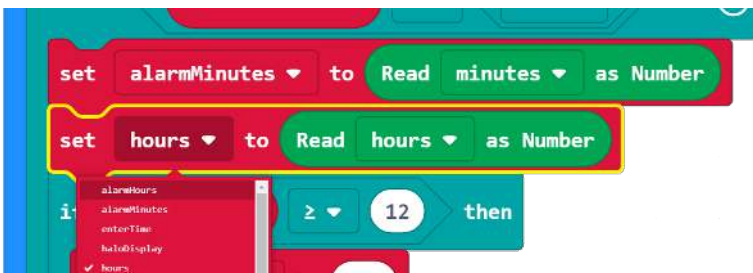 set alarmMinutes to Read minutes as Number
set hours to Read hours as Number
alarmHours
≥ 12 then
alarmMinutes
enterTime
haloDisplay
✓ hours